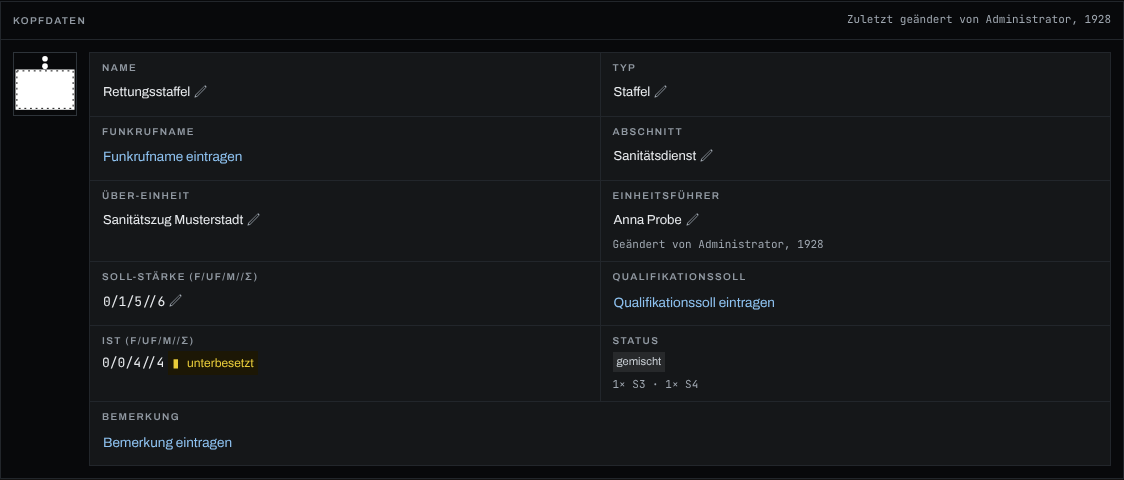 KOPFDATEN
Zuletzt geändert von Administrator, 1928
NAME
Rettungsstaffel
TYP
Staffel
FUNKRUFNAME
Funkrufname eintragen
ABSCHNITT
Sanitätsdienst
ÜBER-EINHEIT
Sanitätszug Musterstadt
EINHEITSFÜHRER
Anna Probe
Geändert von Administrator, 1928
SOLL-STÄRKE (F/UF/M//Σ)
0/1/5//6
QUALIFIKATIONSSOLL
Qualifikationssoll eintragen
IST (F/UF/M//Σ)
0/0/4//4 unterbesetzt
STATUS
gemischt
1× S3 · 1× S4
BEMERKUNG
Bemerkung eintragen